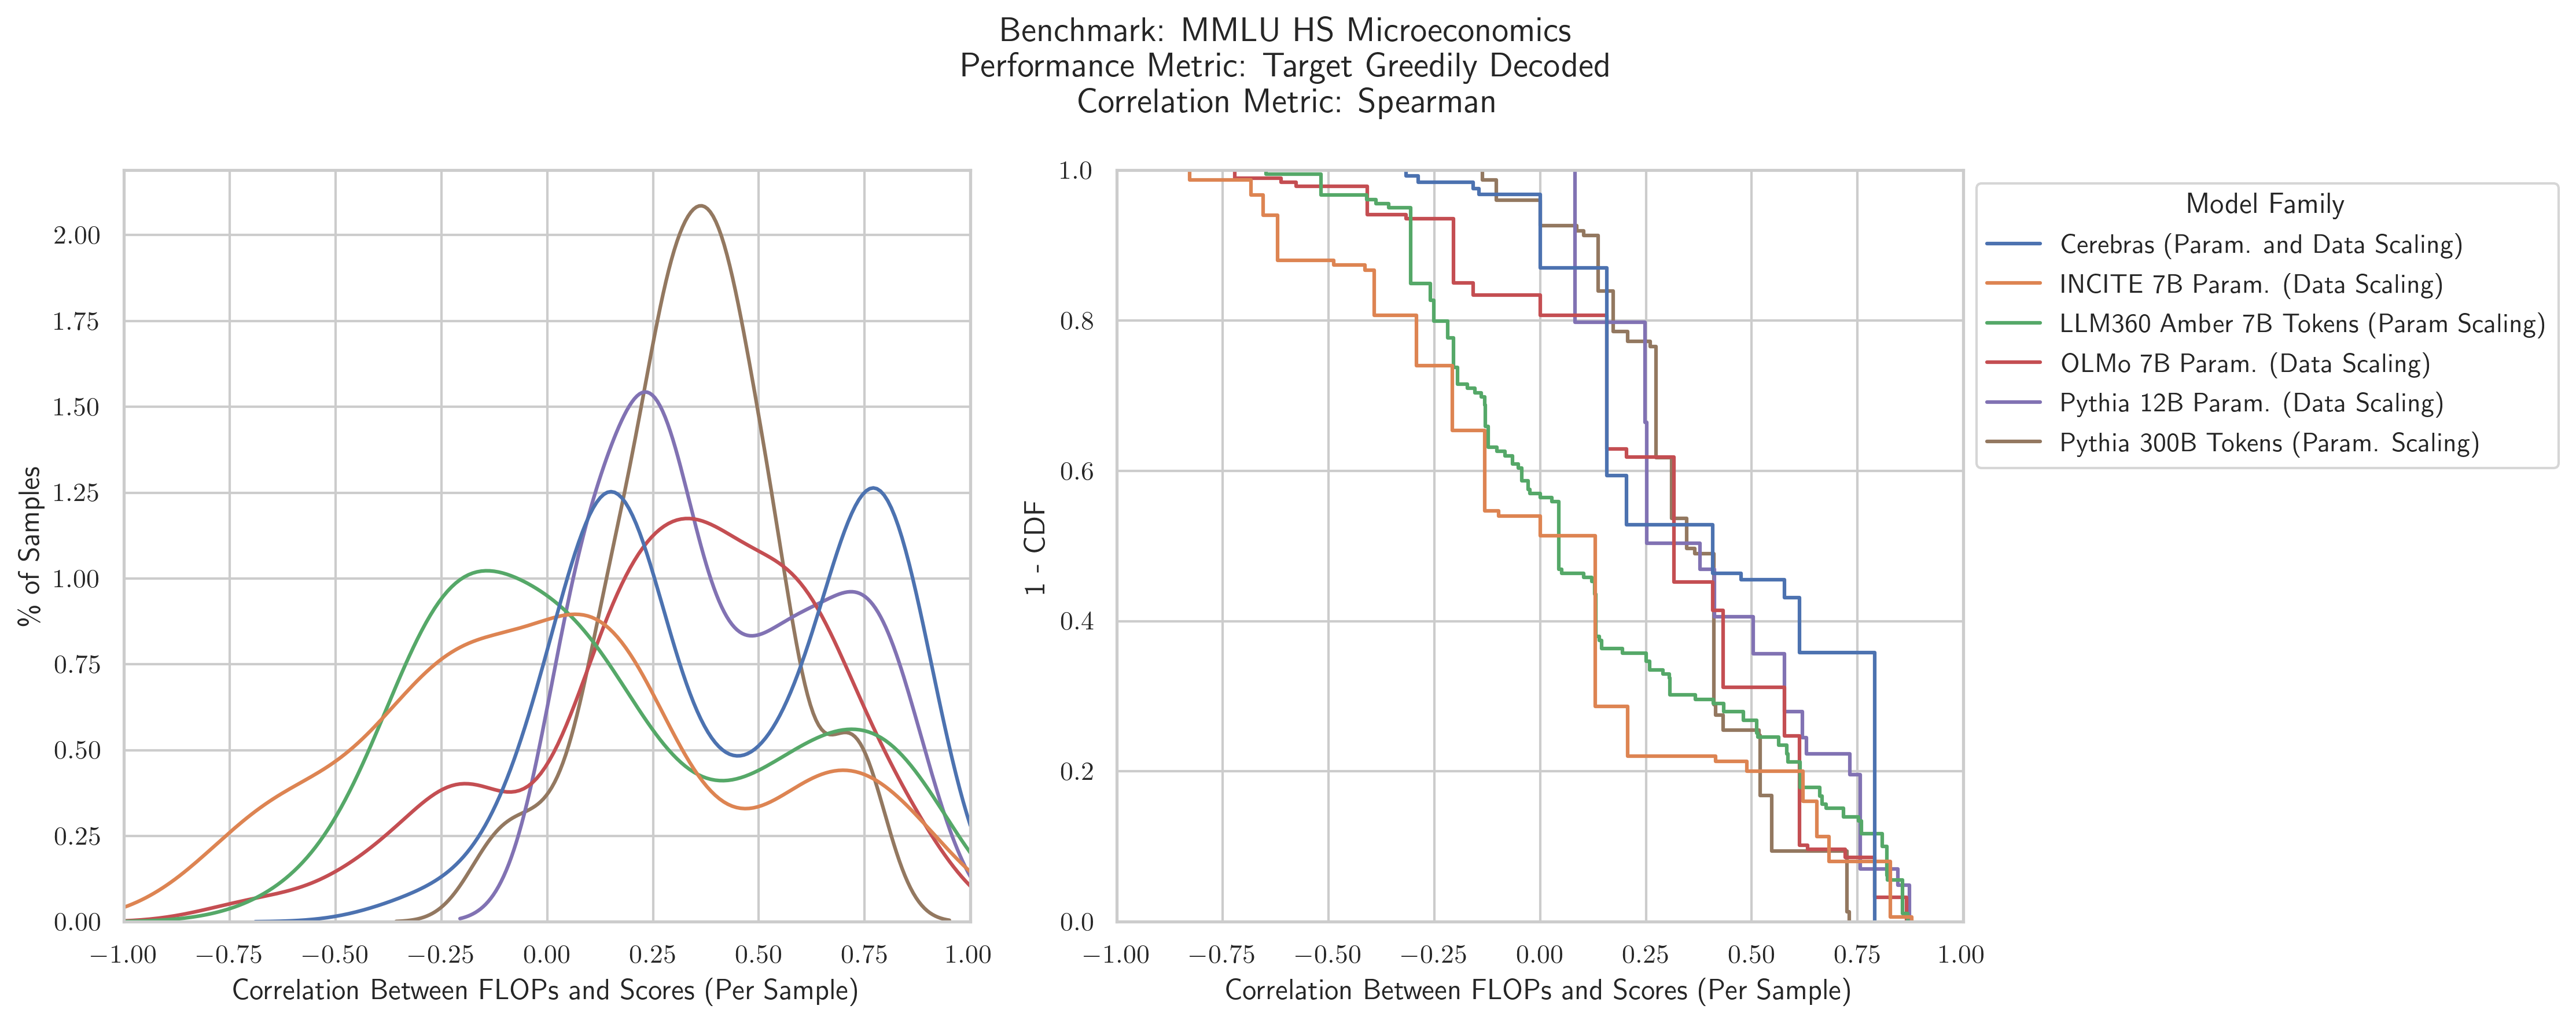 Benchmark: MMLU HS Microeconomics
Performance Metric: Target Greedily Decoded
Correlation Metric: Spearman
% of Samples
2.00
1.75
1.50
1.25
1.00
0.75
0.50
0.25
0.00
−1.00 −0.75 −0.50 −0.25 0.00 0.25 0.50 0.75 1.00
Correlation Between FLOPs and Scores (Per Sample)
1 - CDF
1.0
0.8
0.6
0.4
0.2
0.0
−1.00 −0.75 −0.50 −0.25 0.00 0.25 0.50 0.75 1.00
Correlation Between FLOPs and Scores (Per Sample)
Model Family
Cerebras (Param. and Data Scaling)
INCITE 7B Param. (Data Scaling)
LLM360 Amber 7B Tokens (Param Scaling)
OLMo 7B Param. (Data Scaling)
Pythia 12B Param. (Data Scaling)
Pythia 300B Tokens (Param. Scaling)